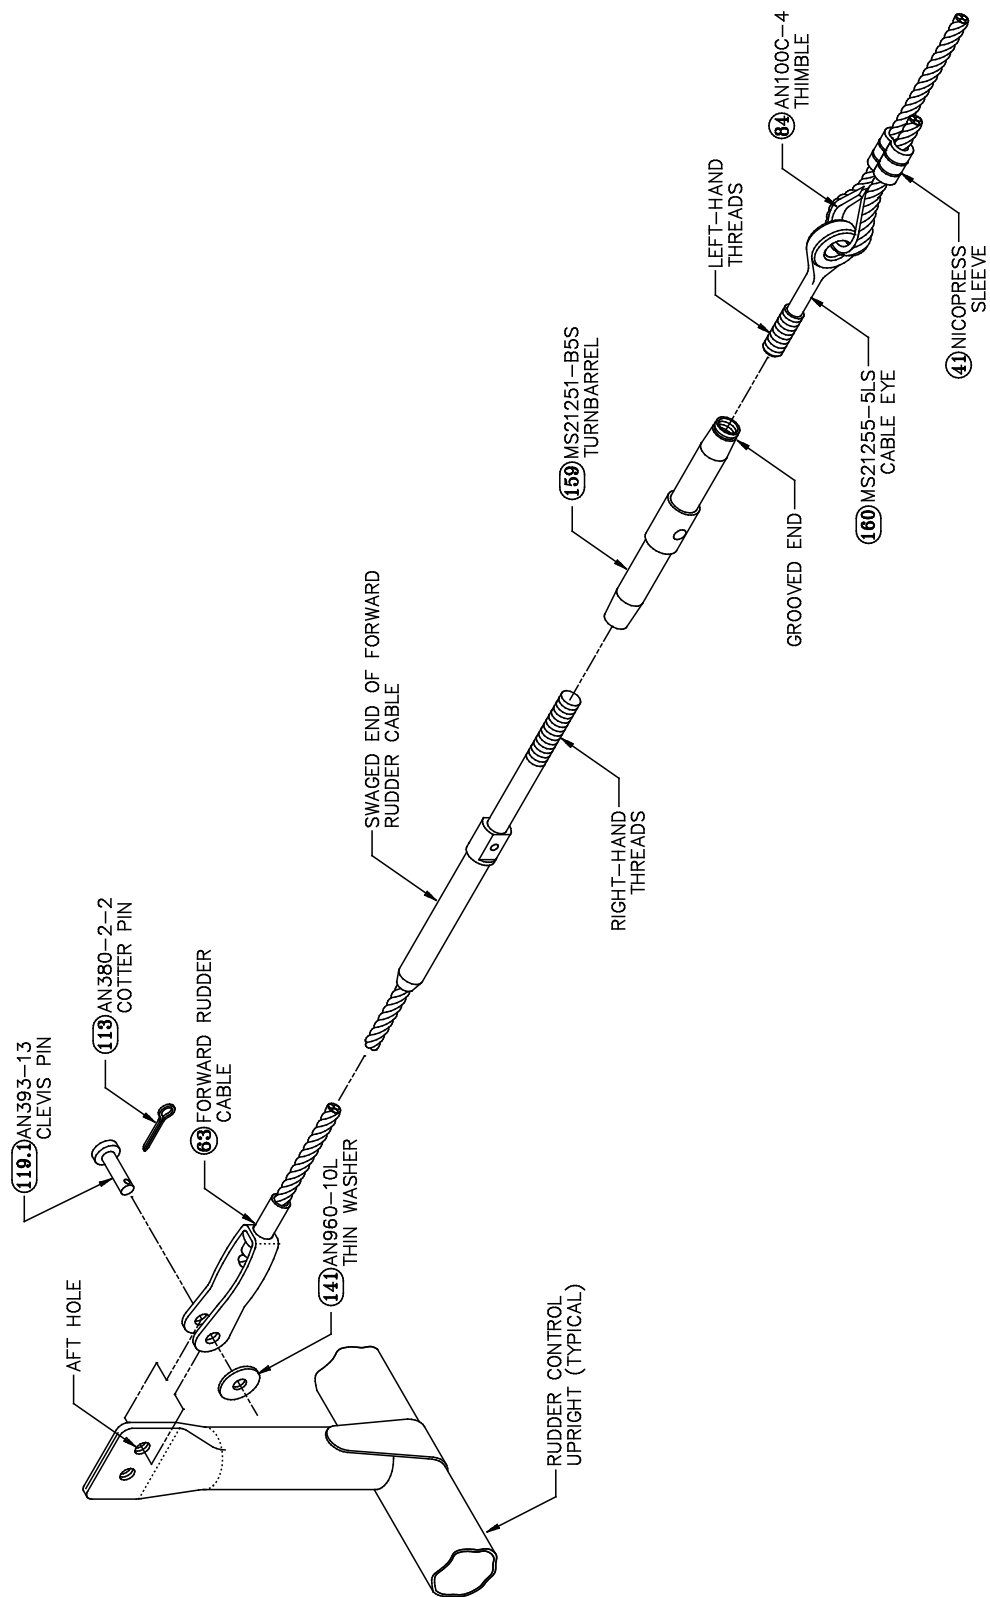 119.1 AN393-13
CLEVIS PIN
113 AN380-2-2
COTTER PIN
AFT HOLE
63 FORWARD RUDDER
CABLE
141 AN960-10L
THIN WASHER
RUDDER CONTROL
UPRIGHT (TYPICAL)
SWAGED END OF FORWARD
RUDDER CABLE
RIGHT-HAND
THREADS
159 MS21251-B5S
TURNBARREL
GROOVED END
LEFT-HAND
THREADS
160 MS21255-5LS
CABLE EYE
84 AN100C-4
THIMBLE
41 NICOPRESS
SLEEVE